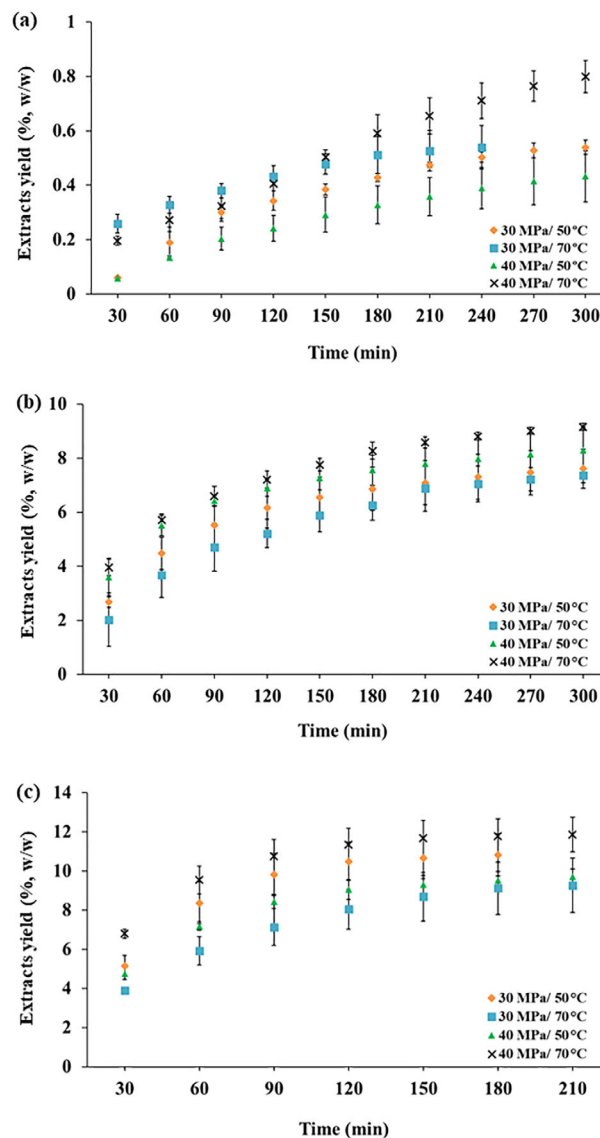 (a)
Extracts yield (%, w/w)
1
0.8
0.6
0.4
0.2
0
30 60 90 120 150 180 210 240 270 300
Time (min)
30 MPa/ 50°C
30 MPa/ 70°C
40 MPa/ 50°C
40 MPa/ 70°C
(b)
Extracts yield (%, w/w)
10
8
6
4
2
0
30 60 90 120 150 180 210 240 270 300
Time (min)
30 MPa/ 50°C
30 MPa/ 70°C
40 MPa/ 50°C
40 MPa/ 70°C
(c)
Extracts yield (%, w/w)
14
12
10
8
6
4
2
0
30 60 90 120 150 180 210
Time (min)
30 MPa/ 50°C
30 MPa/ 70°C
40 MPa/ 50°C
40 MPa/ 70°C